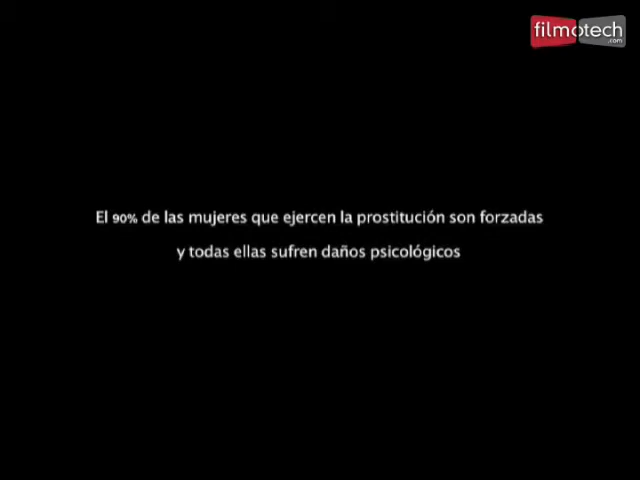 filmotech
.com
El 90% de las mujeres que ejercen la prostitución son forzadas
y todas ellas sufren daños psicológicos